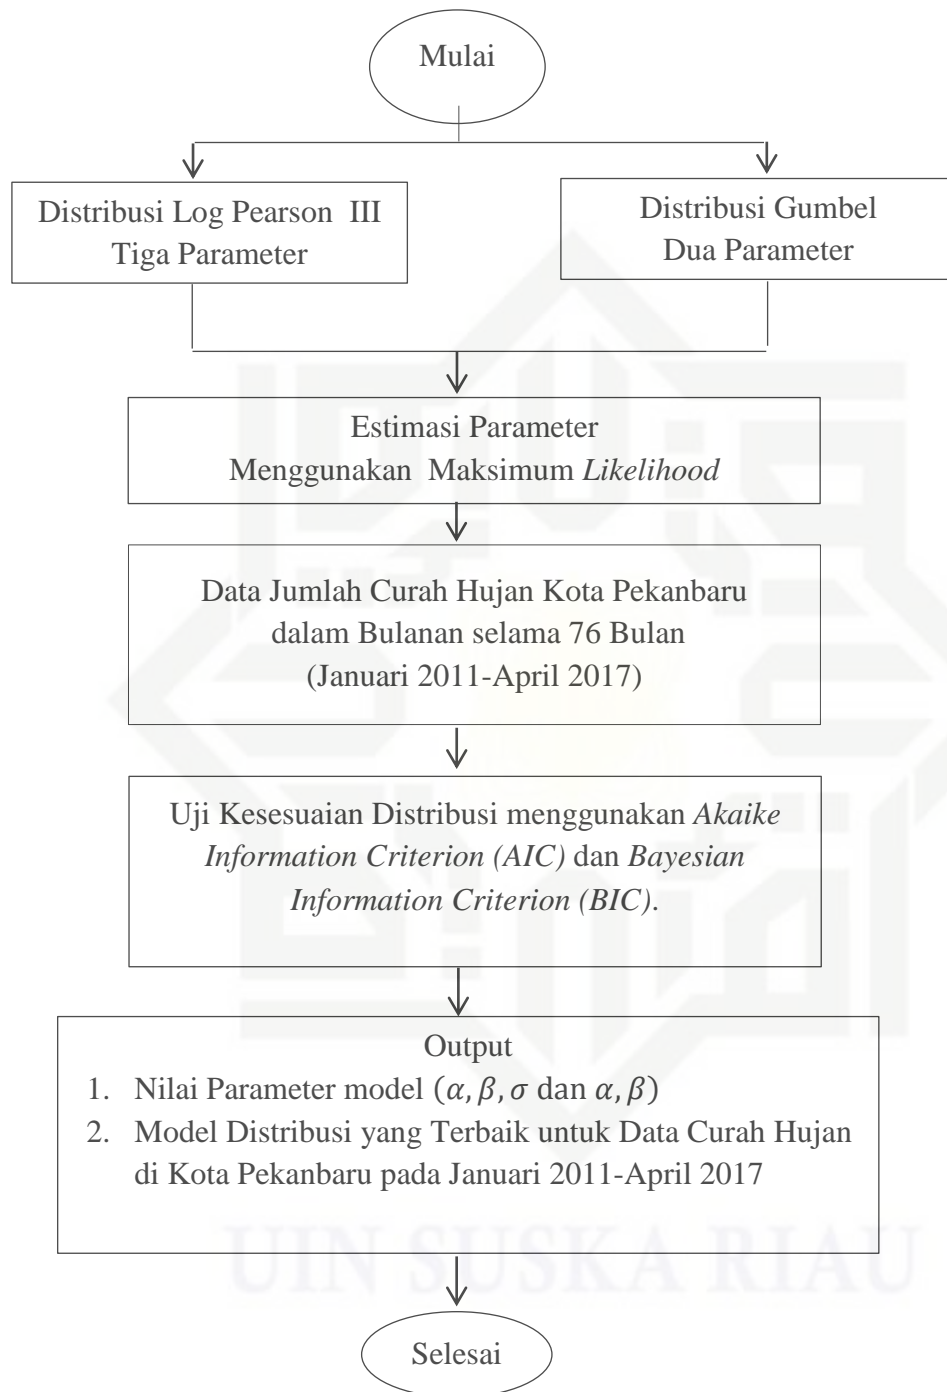 Mulai
Distribusi Log Pearson III
Tiga Parameter
Distribusi Gumbel
Dua Parameter
Estimasi Parameter
Menggunakan Maksimum Likelihood
Data Jumlah Curah Hujan Kota Pekanbaru
dalam Bulanan selama 76 Bulan
(Januari 2011-April 2017)
Uji Kesesuaian Distribusi menggunakan Akaike
Information Criterion (AIC) dan Bayesian
Information Criterion (BIC).
Output
1. Nilai Parameter model (α, β, σ dan α, β)
2. Model Distribusi yang Terbaik untuk Data Curah Hujan
di Kota Pekanbaru pada Januari 2011-April 2017
UIN SUSKA RIAU
Selesai